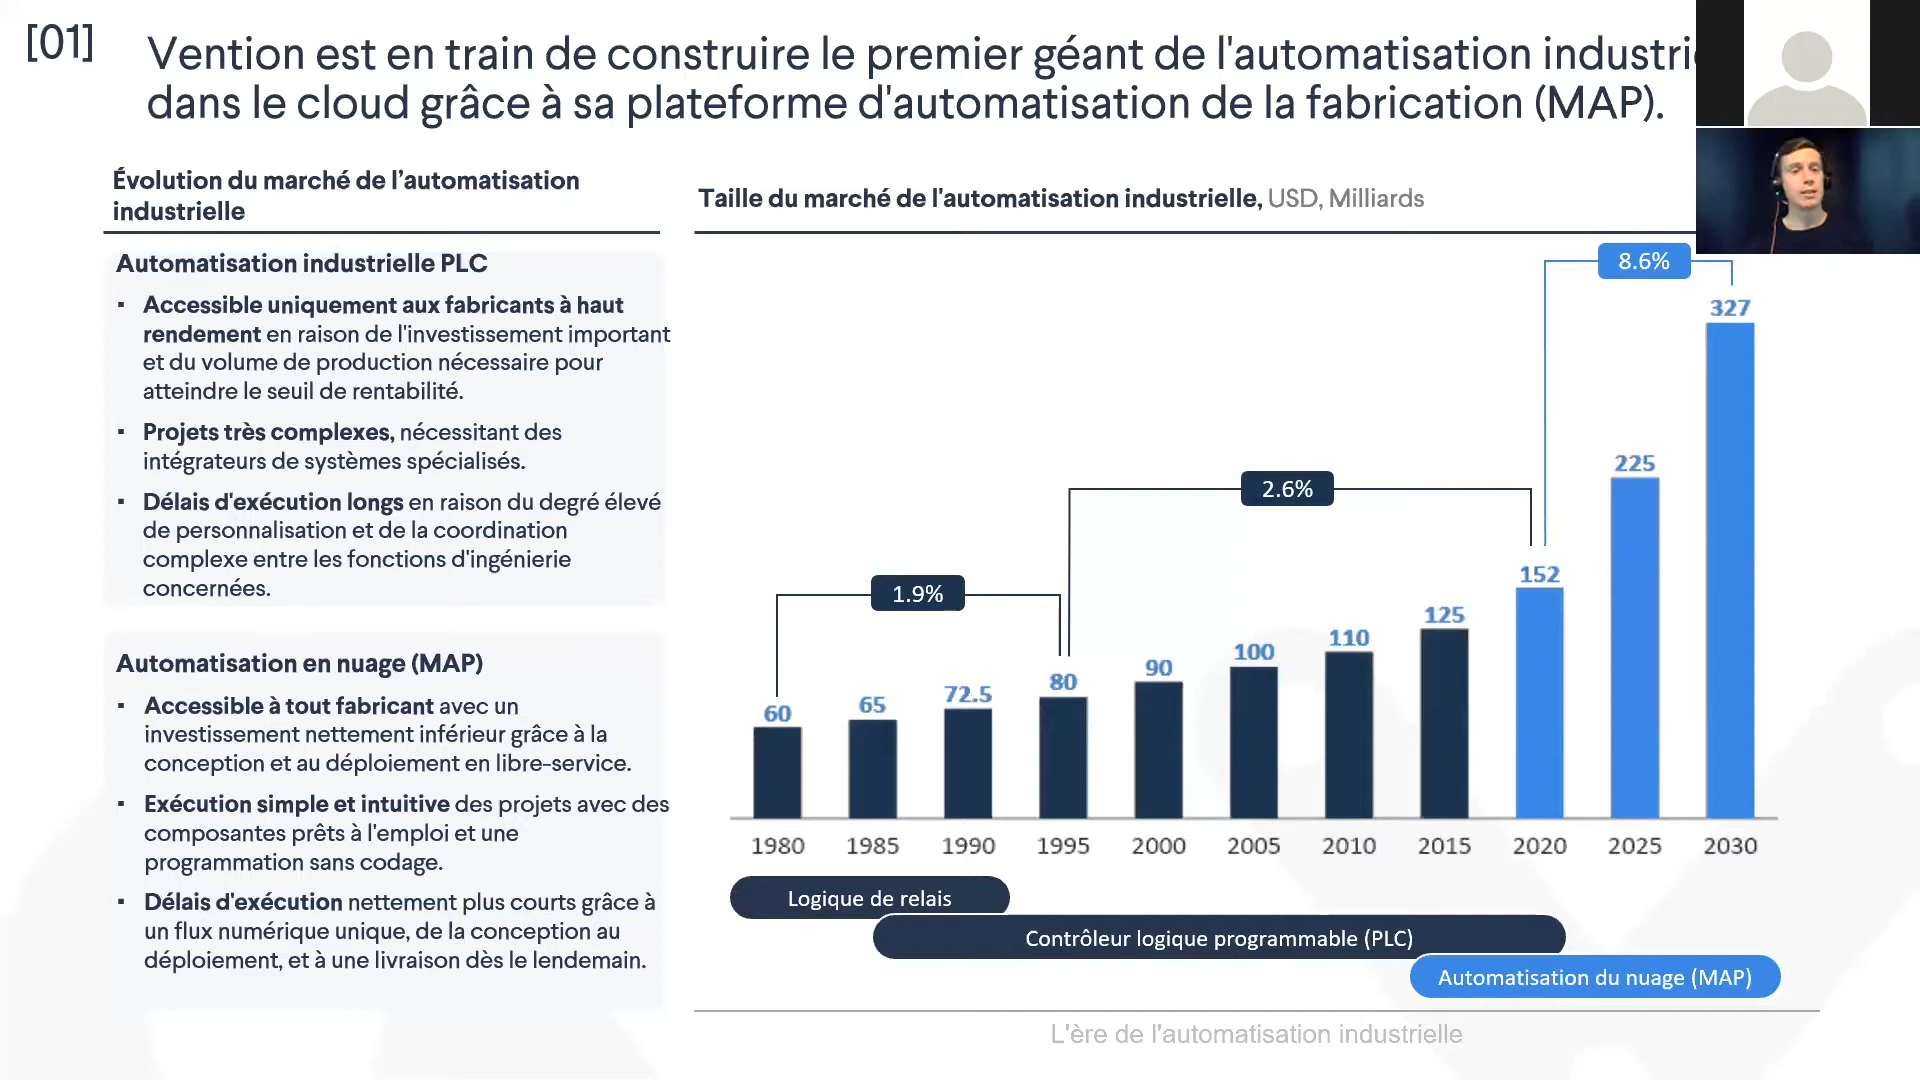 [01]
Vention est en train de construire le premier géant de l'automatisation
dans le cloud grâce à sa plateforme d'automatisation de la fabrication (MAP).
Évolution du marché de l’automatisation
industrielle
Automatisation industrielle PLC
▪ Accessible uniquement aux fabricants à haut
rendement en raison de l'investissement important
et du volume de production nécessaire pour
atteindre le seuil de rentabilité.
▪ Projets très complexes, nécessitant des
intégrateurs de systèmes spécialisés.
▪ Délais d'exécution longs en raison du degré élevé
de personnalisation et de la coordination
complexe entre les fonctions d'ingénierie
concernées.
Automatisation en nuage (MAP)
▪ Accessible à tout fabricant avec un
investissement nettement inférieur grâce à la
conception et au déploiement en libre-service.
▪ Exécution simple et intuitive des projets avec des
composantes prêts à l'emploi et une
programmation sans codage.
▪ Délais d'exécution nettement plus courts grâce à
un flux numérique unique, de la conception au
déploiement, et à une livraison dès le lendemain.
Taille du marché de l'automatisation industrielle, USD, Milliards
8.6%
327
225
2.6%
152
1.9%
125
110
100
90
80
72.5
65
60
1980 1985 1990 1995 2000 2005 2010 2015 2020 2025 2030
Logique de relais
Contrôleur logique programmable (PLC)
Automatisation du nuage (MAP)
L'ère de l'automatisation industrielle